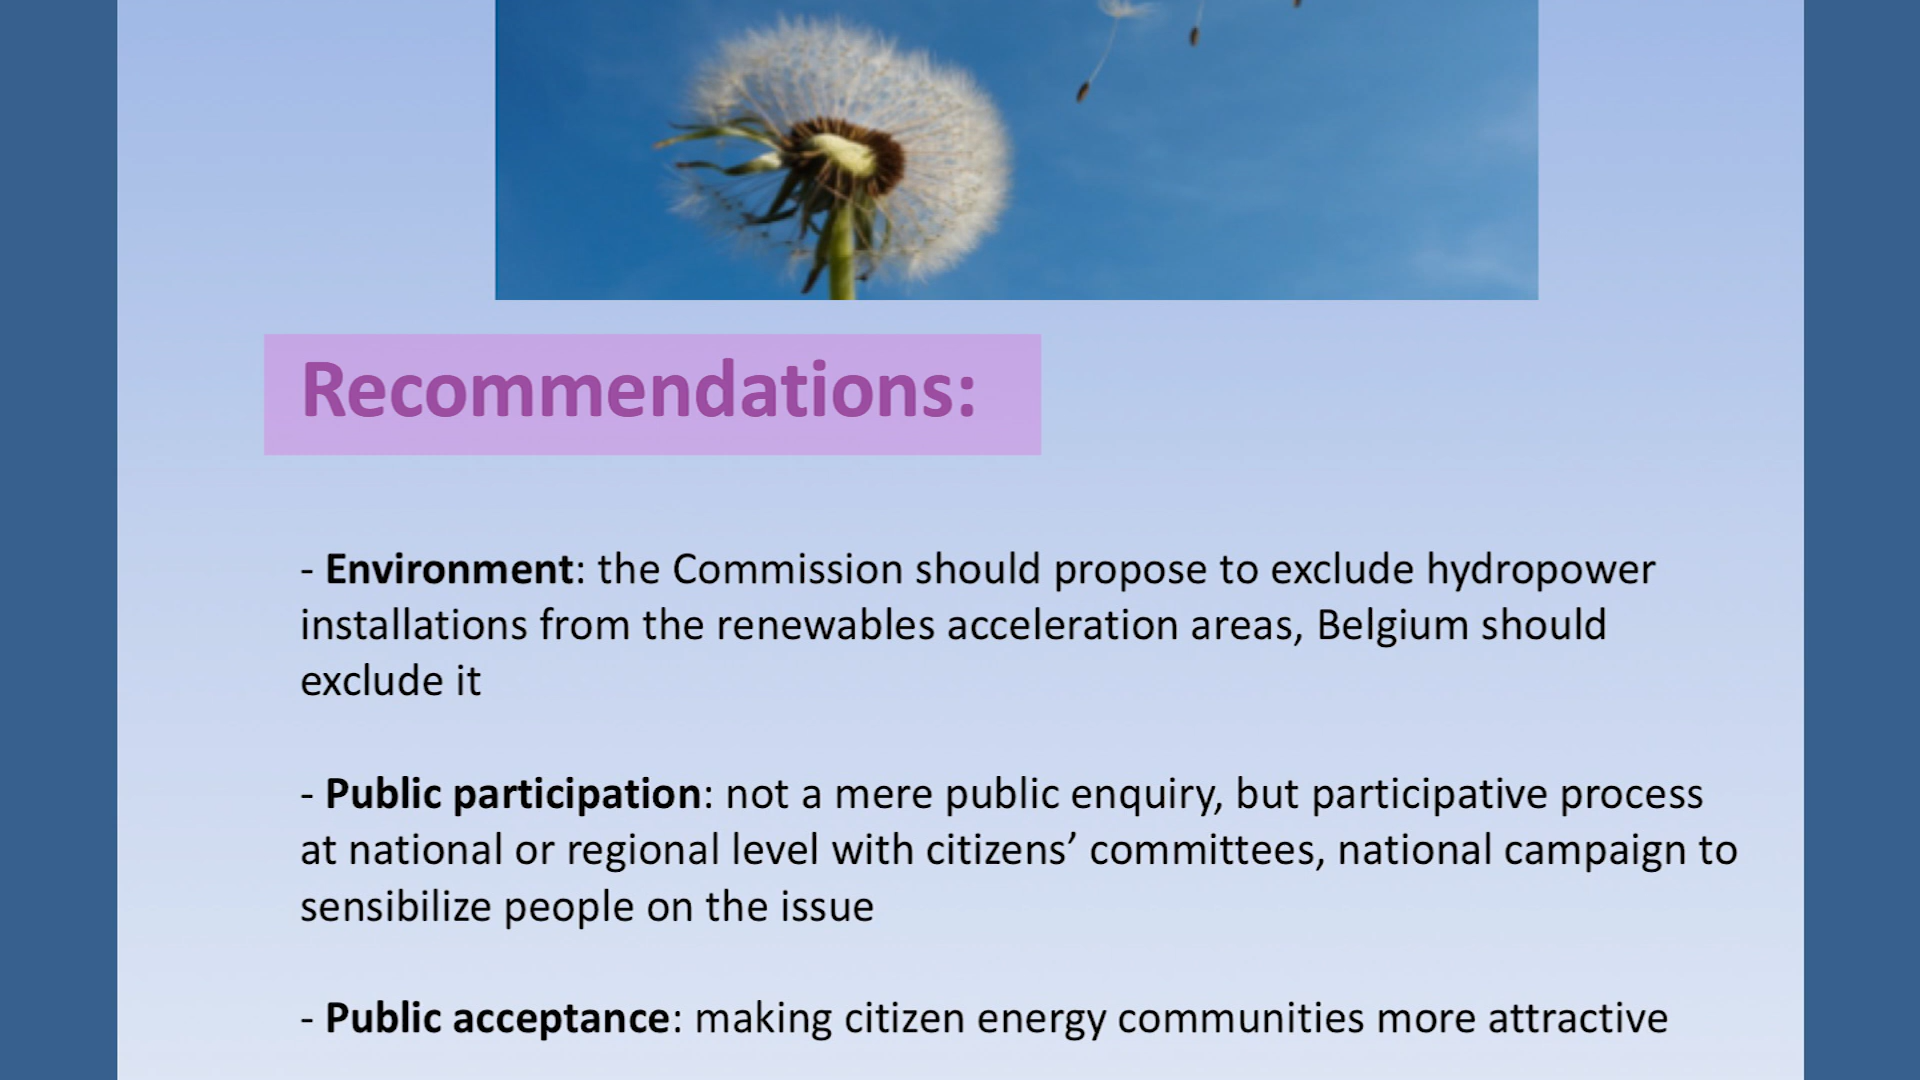 Recommendations:
- Environment: the Commission should propose to exclude hydropower
installations from the renewables acceleration areas, Belgium should
exclude it
- Public participation: not a mere public enquiry, but participative process
at national or regional level with citizens’ committees, national campaign to
sensibilize people on the issue
- Public acceptance: making citizen energy communities more attractive